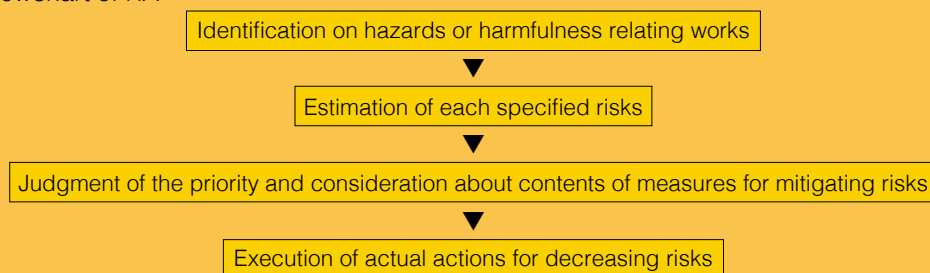 Identification on hazards or harmfulness relating works
Estimation of each specified risks
Judgment of the priority and consideration about contents of measures for mitigating risks
Execution of actual actions for decreasing risks